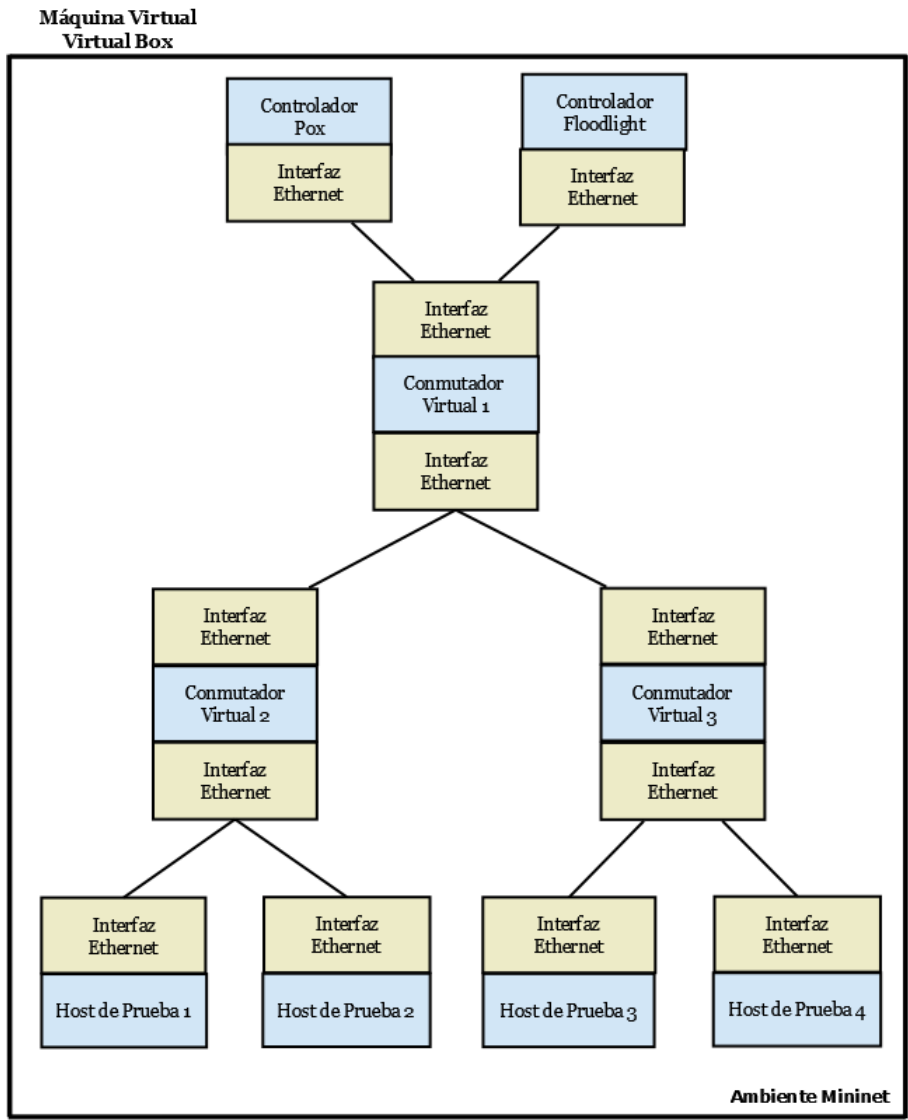 Máquina Virtual
Virtual Box
Controlador
Pox
Interfaz
Ethernet
Controlador
Floodlight
Interfaz
Ethernet
Interfaz
Ethernet
Conmutador
Virtual 1
Interfaz
Ethernet
Interfaz
Ethernet
Conmutador
Virtual 2
Interfaz
Ethernet
Interfaz
Ethernet
Conmutador
Virtual 3
Interfaz
Ethernet
Interfaz
Ethernet
Host de Prueba 1
Interfaz
Ethernet
Host de Prueba 2
Interfaz
Ethernet
Host de Prueba 3
Interfaz
Ethernet
Host de Prueba 4
Ambiente Mininet